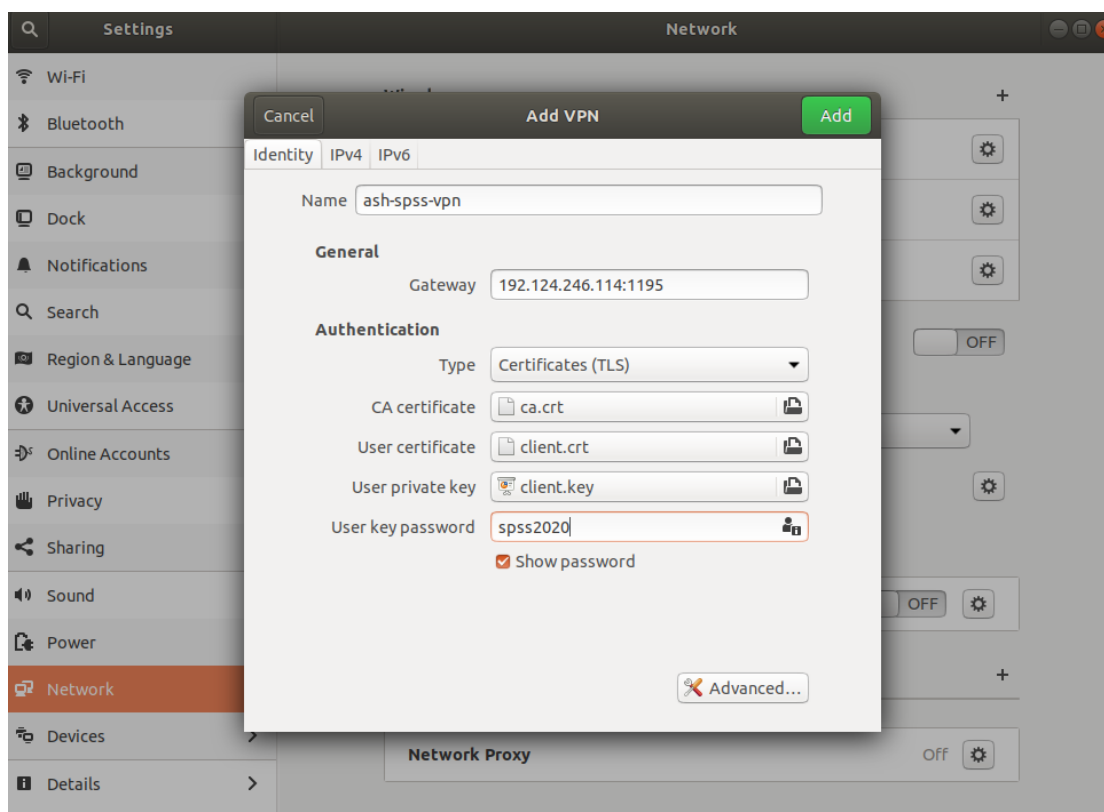 Settings
Network
Wi-Fi
Bluetooth
Background
Dock
Notifications
Search
Region & Language
Universal Access
Online Accounts
Privacy
Sharing
Sound
Power
Network
Devices
Details
+
Cancel
Add VPN
Add
Identity IPv4 IPv6
Name ash-spss-vpn
General
Gateway 192.124.246.114:1195
Authentication
Type Certificates (TLS)
CA certificate ca.crt
User certificate client.crt
User private key client.key
User key password spss2020
Show password
Advanced...
OFF
OFF
+
Network Proxy Off